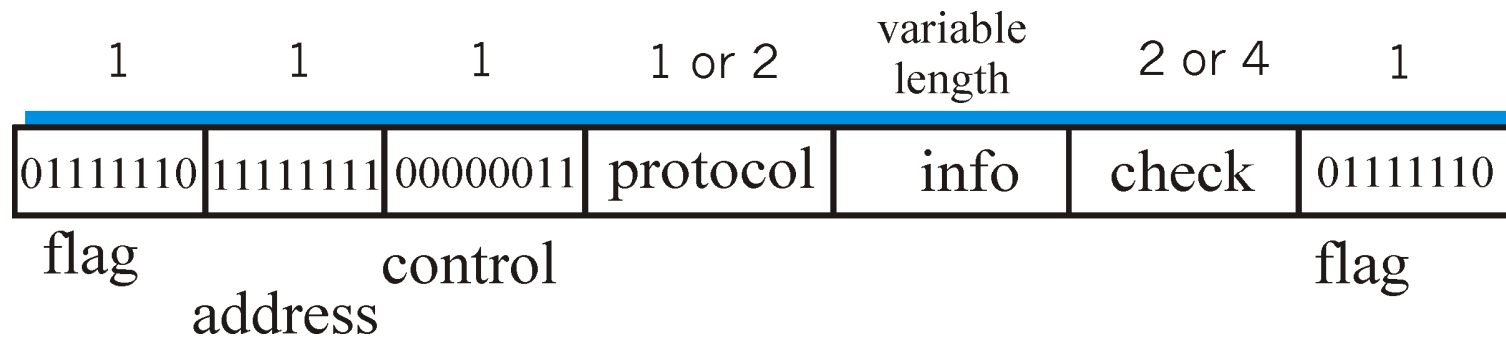 variable
1 1 1 1 or 2 length 2 or 4 1
01111110 11111111 00000011 protocol info check 01111110
flag control flag
address